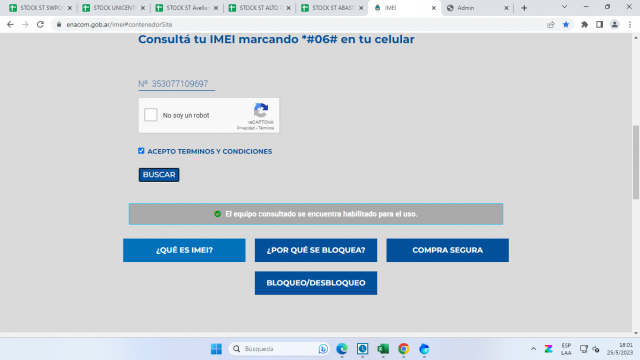 STOCK ST SWPO
STOCK UNICENT
STOCK ST Avella
STOCK ST ALTO P
STOCK ST ABAST
IMEI
Admin
enacom.gob.ar/imei#contenedorSite
Consultá tu IMEI marcando *#06# en tu celular
Nº 353077109697
No soy un robot
reCAPTCHA
Privacidad - Términos
ACEPTO TERMINOS Y CONDICIONES
BUSCAR
El equipo consultado se encuentra habilitado para el uso.
¿QUÉ ES IMEI?
¿POR QUÉ SE BLOQUEA?
COMPRA SEGURA
BLOQUEO/DESBLOQUEO
Búsqueda
ESP
LAA
18:01
25/5/2023